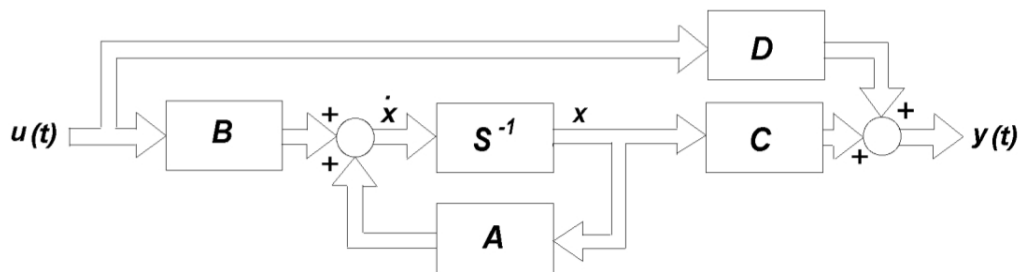 D
u(t)
B
+
+
ẋ
S⁻¹
x
C
+
+
y(t)
A